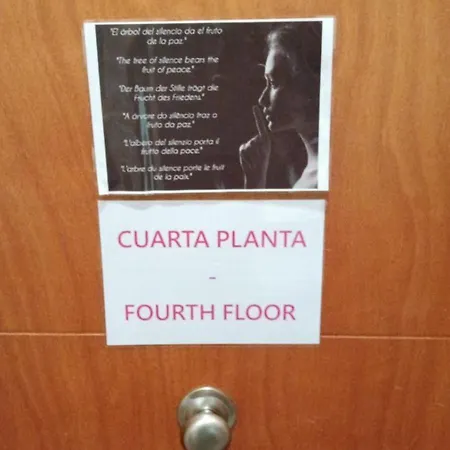 "El árbol del silencio da el fruto
de la paz."
"The tree of silence bears the
fruit of peace."
"Der Baum der Stille trägt die
Frucht des Friedens."
"A árvore do silêncio traz o
fruto da paz."
"L'albero del silenzio porta il
frutto della pace."
"L'arbre du silence porte le fruit
de la paix."
CUARTA PLANTA
-
FOURTH FLOOR